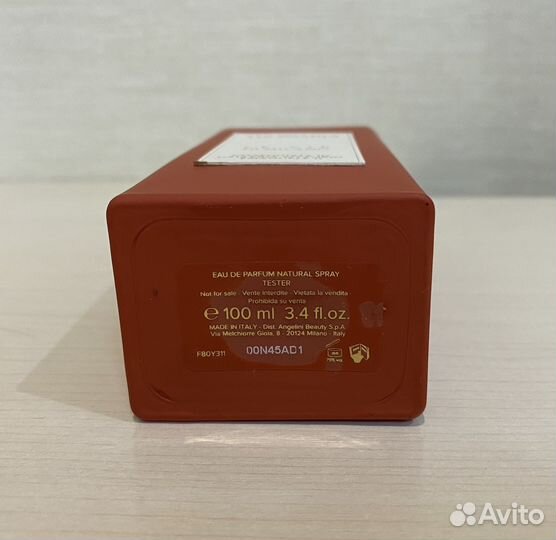 EAU DE PARFUM NATURAL SPRAY
TESTER
Not for sale - Vente interdite - Vietata la vendita
Prohibida su venta
e 100 ml 3.4 fl.oz.
MADE IN ITALY - Dist. Angelini Beauty S.p.A.
Via Melchiorre Gioia, 8 - 20124 Milano - Italy
F80Y311 00N45AD1
Avito